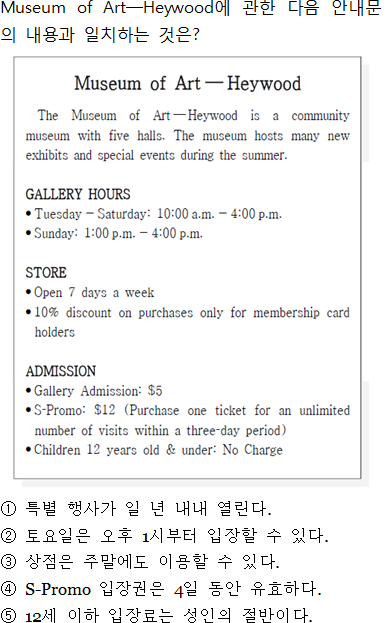 Museum of Art—Heywood에 관한 다음 안내문
의 내용과 일치하는 것은?
Museum of Art — Heywood
The Museum of Art — Heywood is a community
museum with five halls. The museum hosts many new
exhibits and special events during the summer.
GALLERY HOURS
• Tuesday - Saturday: 10:00 a.m. - 4:00 p.m.
• Sunday: 1:00 p.m. - 4:00 p.m.
STORE
• Open 7 days a week
• 10% discount on purchases only for membership card
holders
ADMISSION
• Gallery Admission: $5
• S-Promo: $12 (Purchase one ticket for an unlimited
number of visits within a three-day period)
• Children 12 years old & under: No Charge
① 특별 행사가 일 년 내내 열린다.
② 토요일은 오후 1시부터 입장할 수 있다.
③ 상점은 주말에도 이용할 수 있다.
④ S-Promo 입장권은 4일 동안 유효하다.
⑤ 12세 이하 입장료는 성인의 절반이다.